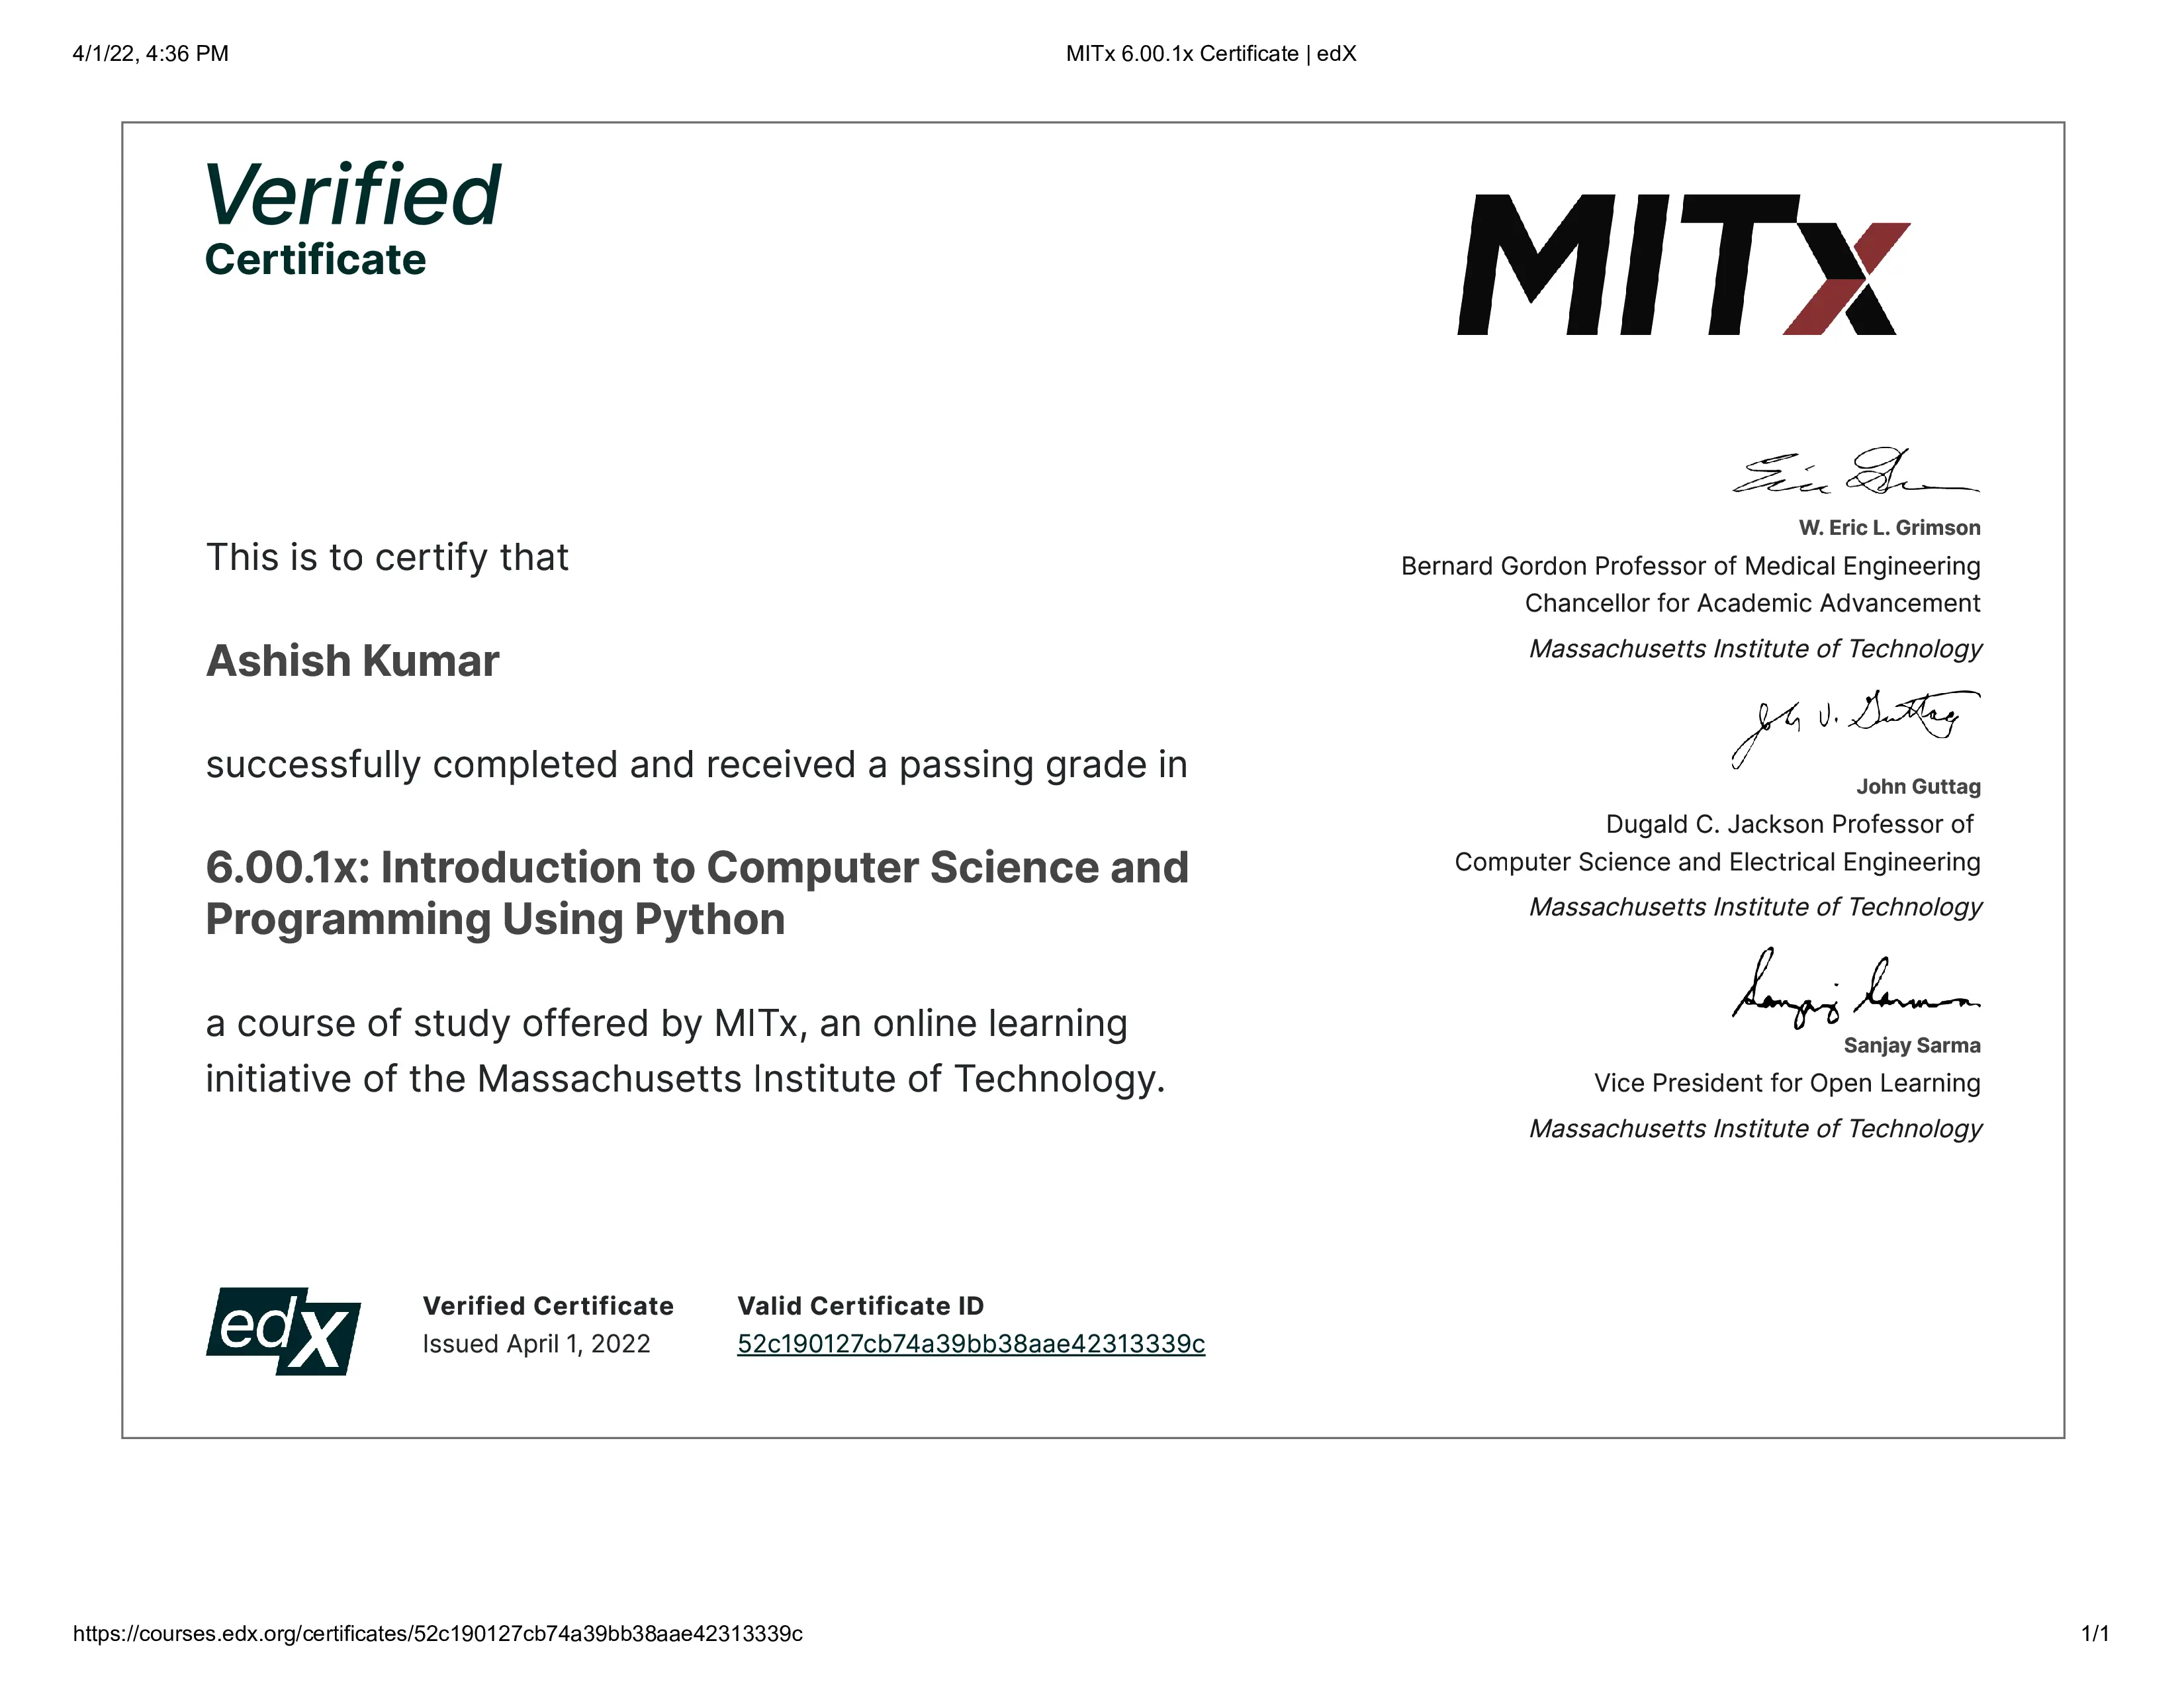 4/1/22, 4:36 PM
MITx 6.00.1x Certificate | edX
Verified
Certificate
MITx
This is to certify that
Ashish Kumar
successfully completed and received a passing grade in
6.00.1x: Introduction to Computer Science and
Programming Using Python
a course of study offered by MITx, an online learning
initiative of the Massachusetts Institute of Technology.
W. Eric L. Grimson
Bernard Gordon Professor of Medical Engineering
Chancellor for Academic Advancement
Massachusetts Institute of Technology
John V. Guttag
John Guttag
Dugald C. Jackson Professor of
Computer Science and Electrical Engineering
Massachusetts Institute of Technology
Sanjay Sarma
Vice President for Open Learning
Massachusetts Institute of Technology
edX
Verified Certificate
Issued April 1, 2022
Valid Certificate ID
52c190127cb74a39bb38aae42313339c
https://courses.edx.org/certificates/52c190127cb74a39bb38aae42313339c
1/1